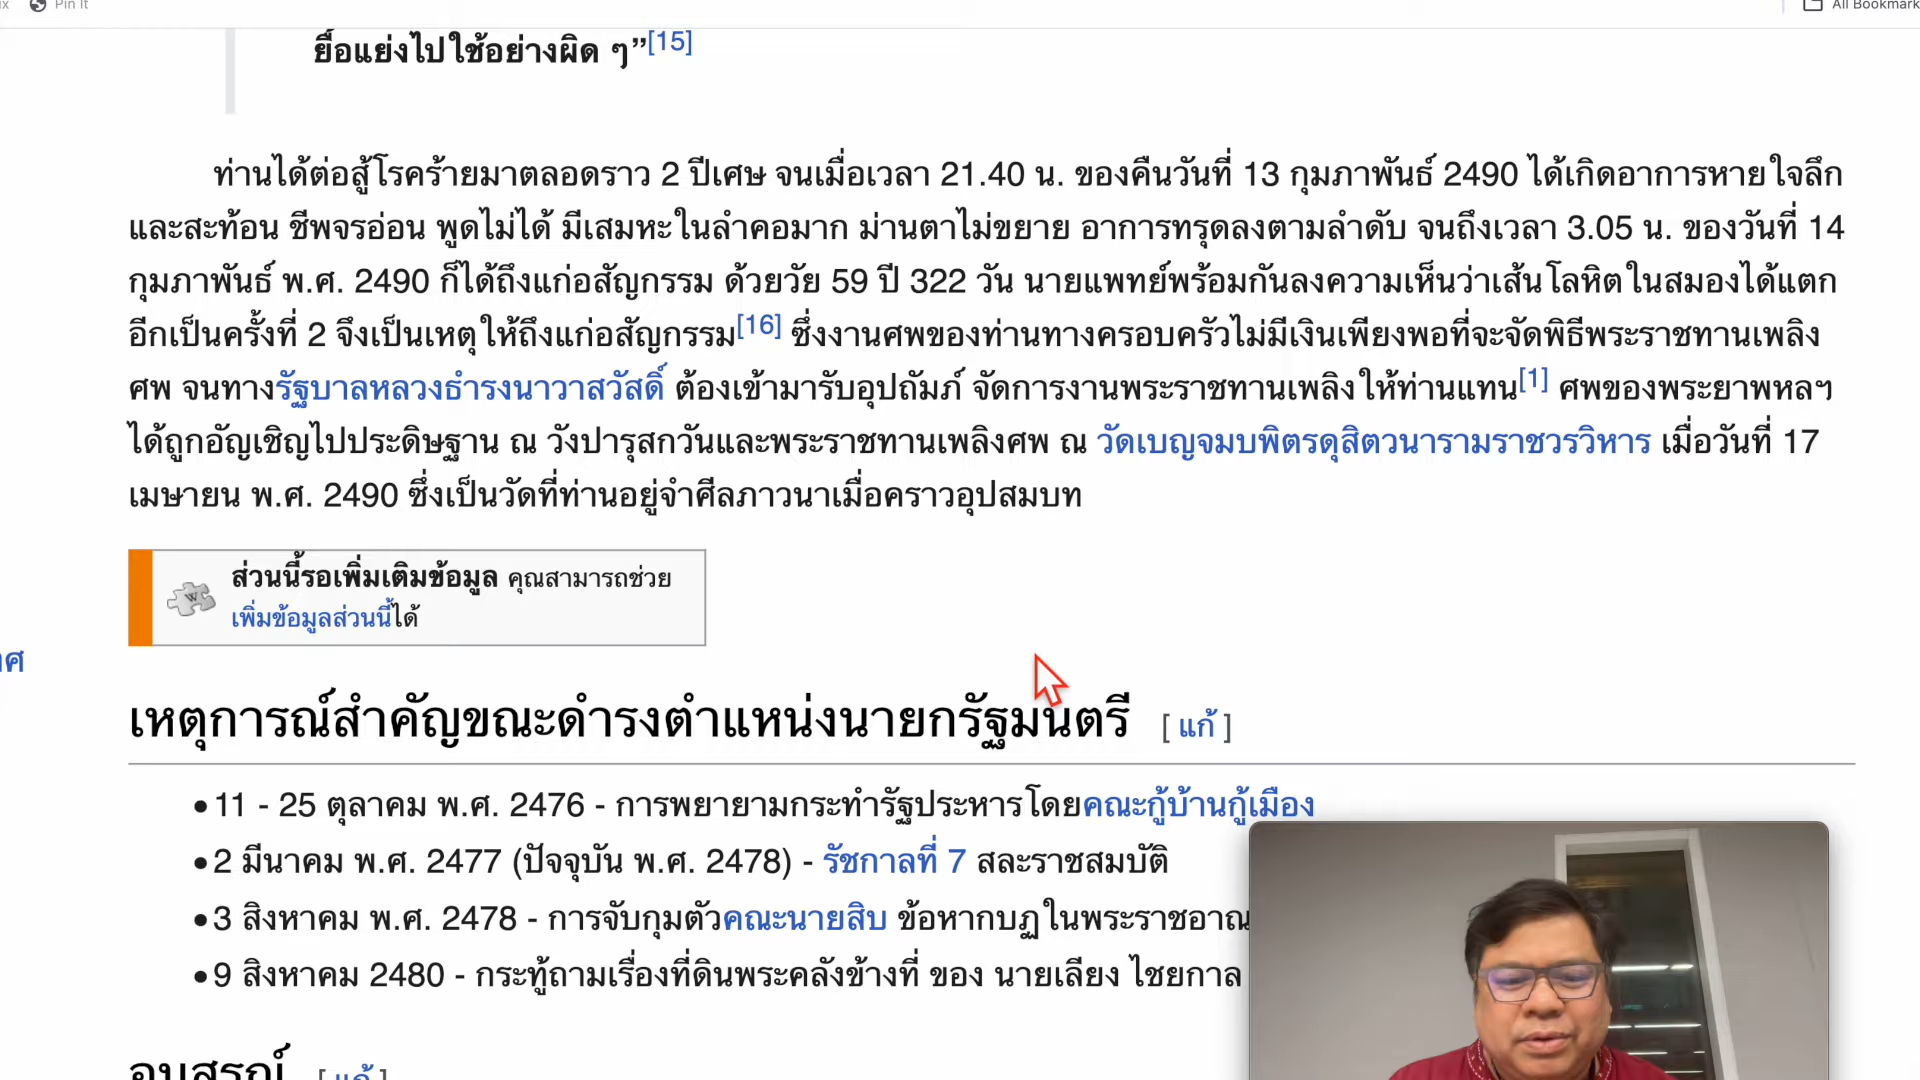 Pin It
All Bookmark
ยื้อแย่งไปใช้อย่างผิด ๆ”[15]
ท่านได้ต่อสู้โรคร้ายมาตลอดราว 2 ปีเศษ จนเมื่อเวลา 21.40 น. ของคืนวันที่ 13 กุมภาพันธ์ 2490 ได้เกิดอาการหายใจลึก
และสะท้อน ชีพจรอ่อน พูดไม่ได้ มีเสมหะในลำคอมาก ม่านตาไม่ขยาย อาการทรุดลงตามลำดับ จนถึงเวลา 3.05 น. ของวันที่ 14
กุมภาพันธ์ พ.ศ. 2490 ก็ได้ถึงแก่อสัญกรรม ด้วยวัย 59 ปี 322 วัน นายแพทย์พร้อมกันลงความเห็นว่าเส้นโลหิตในสมองได้แตก
อีกเป็นครั้งที่ 2 จึงเป็นเหตุให้ถึงแก่อสัญกรรม[16] ซึ่งงานศพของท่านทางครอบครัวไม่มีเงินเพียงพอที่จะจัดพิธีพระราชทานเพลิง
ศพ จนทางรัฐบาลหลวงธำรงนาวาสวัสดิ์ ต้องเข้ามารับอุปถัมภ์ จัดการงานพระราชทานเพลิงให้ท่านแทน[1] ศพของพระยาพหลฯ
ได้ถูกอัญเชิญไปประดิษฐาน ณ วังปารุสกวันและพระราชทานเพลิงศพ ณ วัดเบญจมบพิตรดุสิตวนารามราชวรวิหาร เมื่อวันที่ 17
เมษายน พ.ศ. 2490 ซึ่งเป็นวัดที่ท่านอยู่จำศีลภาวนาเมื่อคราวอุปสมบท
ส่วนนี้รอเพิ่มเติมข้อมูล คุณสามารถช่วย
เพิ่มข้อมูลส่วนนี้ได้
เหตุการณ์สำคัญขณะดำรงตำแหน่งนายกรัฐมนตรี [ แก้ ]
• 11 - 25 ตุลาคม พ.ศ. 2476 - การพยายามกระทำรัฐประหารโดยคณะกู้บ้านกู้เมือง
• 2 มีนาคม พ.ศ. 2477 (ปัจจุบัน พ.ศ. 2478) - รัชกาลที่ 7 สละราชสมบัติ
• 3 สิงหาคม พ.ศ. 2478 - การจับกุมตัวคณะนายสิบ ข้อหากบฏในพระราชอาณ
• 9 สิงหาคม 2480 - กระทู้ถามเรื่องที่ดินพระคลังข้างที่ ของ นายเลียง ไชยกาล
อนุสรณ์ [ แก้ ]